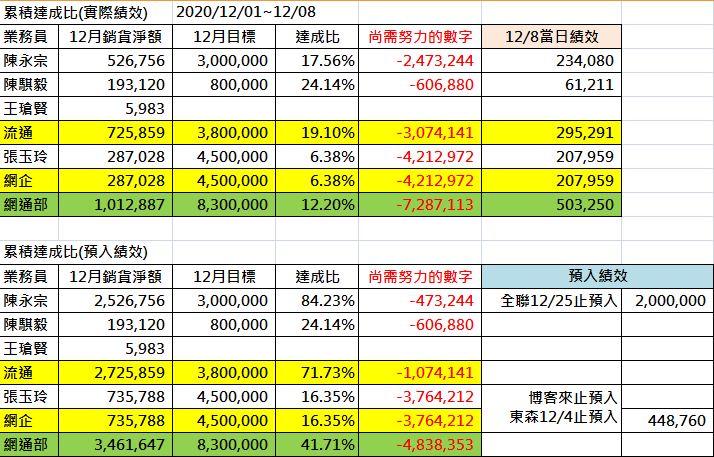 累積達成比(實際績效) 2020/12/01~12/08
業務員 12月銷貨淨額 12月目標 達成比 尚需努力的數字 12/8當日績效
陳永宗 526,756 3,000,000 17.56% -2,473,244 234,080
陳騏毅 193,120 800,000 24.14% -606,880 61,211
王瑲賢 5,983
流通 725,859 3,800,000 19.10% -3,074,141 295,291
張玉玲 287,028 4,500,000 6.38% -4,212,972 207,959
網企 287,028 4,500,000 6.38% -4,212,972 207,959
網通部 1,012,887 8,300,000 12.20% -7,287,113 503,250
累積達成比(預入績效)
業務員 12月銷貨淨額 12月目標 達成比 尚需努力的數字 預入績效
陳永宗 2,526,756 3,000,000 84.23% -473,244 全聯12/25止預入 2,000,000
陳騏毅 193,120 800,000 24.14% -606,880
王瑲賢 5,983
流通 2,725,859 3,800,000 71.73% -1,074,141
張玉玲 735,788 4,500,000 16.35% -3,764,212 博客來止預入
網企 735,788 4,500,000 16.35% -3,764,212 東森12/4止預入 448,760
網通部 3,461,647 8,300,000 41.71% -4,838,353